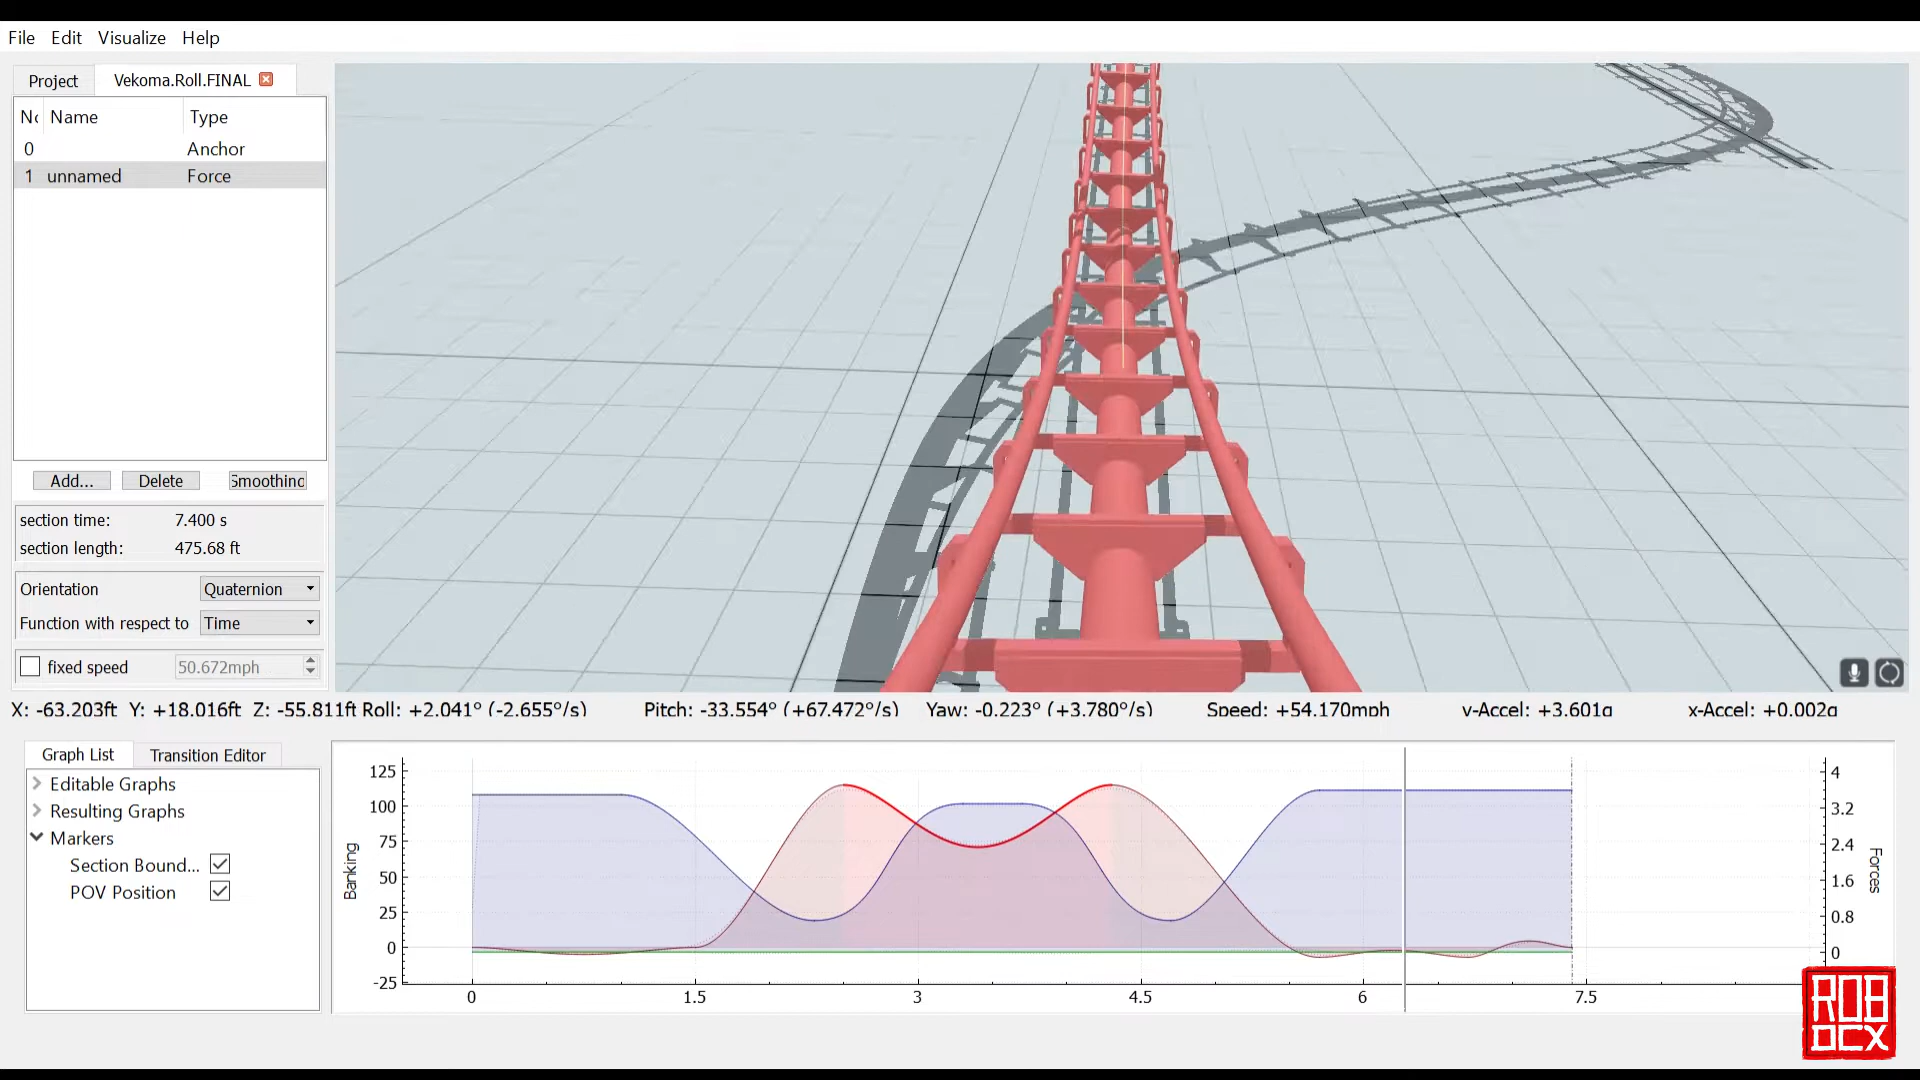 File Edit Visualize Help
Project Vekoma.Roll.FINAL
Name Type
0 Anchor
1 unnamed Force
Add... Delete Smoothing
section time: 7.400 s
section length: 475.68 ft
Orientation Quaternion
Function with respect to Time
fixed speed 50.672mph
X: -63.203ft Y: +18.016ft Z: -55.811ft Roll: +2.041° (-2.655°/s) Pitch: -33.554° (+67.472°/s) Yaw: -0.223° (+3.780°/s) Speed: +54.170mph y-Accel: +3.601g x-Accel: +0.002g
Graph List Transition Editor
Editable Graphs
Resulting Graphs
Markers
Section Bound...
POV Position
Banking
125
100
75
50
25
0
-25
0 1.5 3 4.5 6 7.5
4
3.2
2.4
1.6
0.8
0
Forces
ROB
DCX